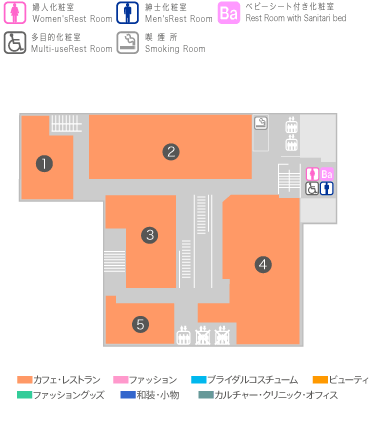 婦人化粧室
Women'sRest Room
紳士化粧室
Men'sRest Room
Ba
ベビーシート付き化粧室
Rest Room with Sanitari bed
多目的化粧室
Multi-useRest Room
喫 煙 所
Smoking Room
1
2
Ba
3
4
5
カフェ・レストラン
ファッション
ブライダルコスチューム
ビューティ
ファッショングッズ
和装・小物
カルチャー・クリニック・オフィス